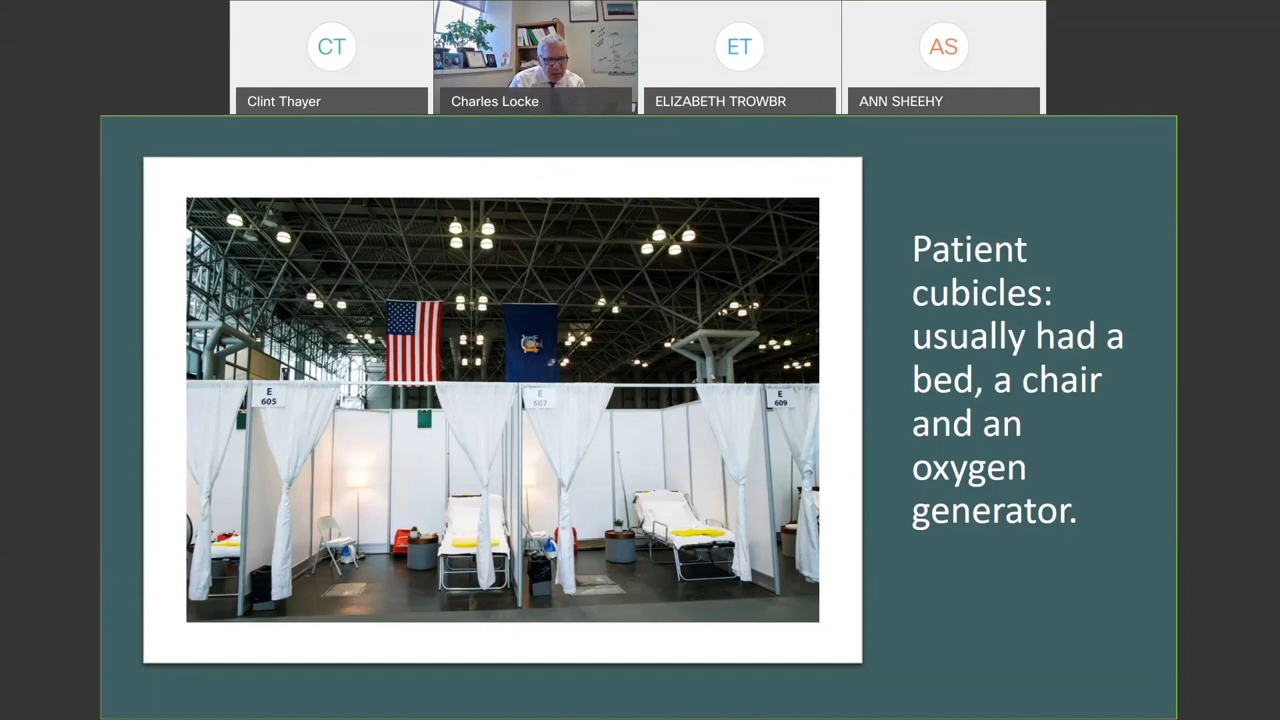 CT
ET
AS
Clint Thayer
Charles Locke
ELIZABETH TROWBR
ANN SHEEHY
Patient
cubicles:
usually had a
bed, a chair
and an
oxygen
generator.
E
605
E
607
E
609